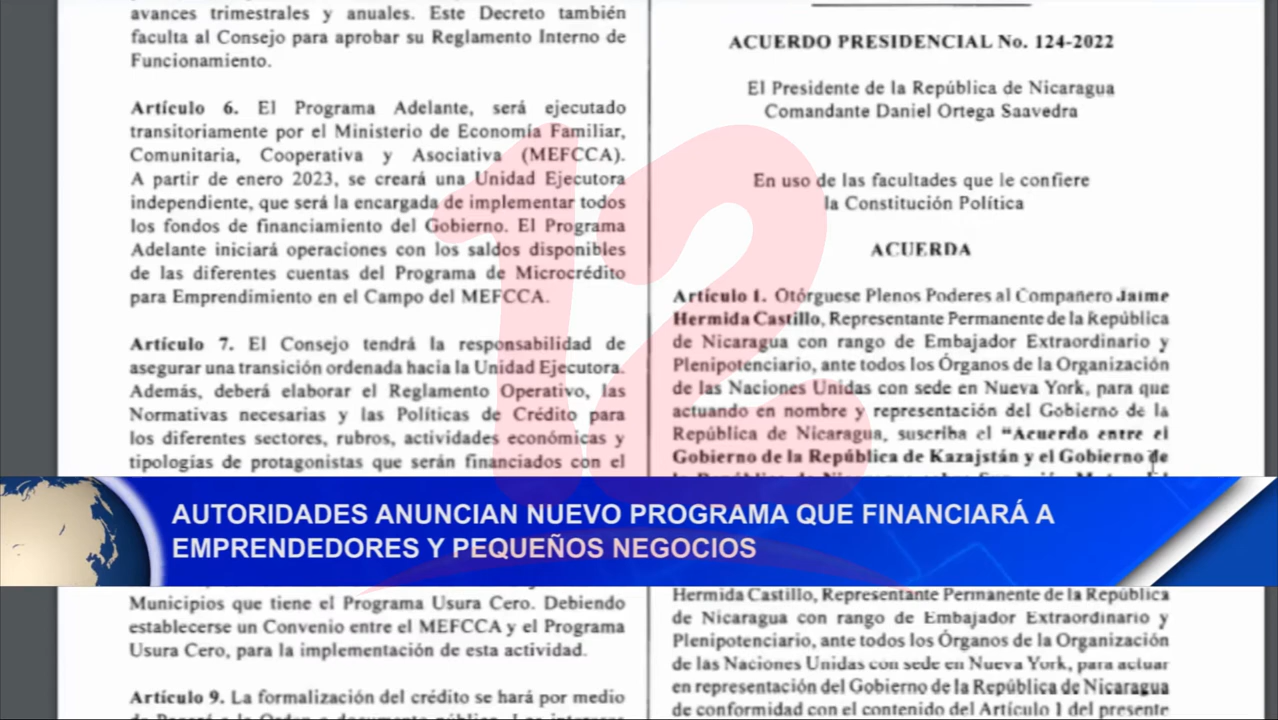 avances trimestrales y anuales. Este Decreto también
faculta al Consejo para aprobar su Reglamento Interno de
Funcionamiento.
Artículo 6. El Programa Adelante, será ejecutado
transitoriamente por el Ministerio de Economía Familiar,
Comunitaria, Cooperativa y Asociativa (MEFCCA).
A partir de enero 2023, se creará una Unidad Ejecutora
independiente, que será la encargada de implementar todos
los fondos de financiamiento del Gobierno. El Programa
Adelante iniciará operaciones con los saldos disponibles
de las diferentes cuentas del Programa de Microcrédito
para Emprendimiento en el Campo del MEFCCA.
Artículo 7. El Consejo tendrá la responsabilidad de
asegurar una transición ordenada hacia la Unidad Ejecutora.
Además, deberá elaborar el Reglamento Operativo, las
Normativas necesarias y las Políticas de Crédito para
los diferentes sectores, rubros, actividades económicas y
tipologías de protagonistas que serán financiados con el
Municipios que tiene el Programa Usura Cero. Debiendo
establecerse un Convenio entre el MEFCCA y el Programa
Usura Cero, para la implementación de esta actividad.
Artículo 9. La formalización del crédito se hará por medio
ACUERDO PRESIDENCIAL No. 124-2022
El Presidente de la República de Nicaragua
Comandante Daniel Ortega Saavedra
En uso de las facultades que le confiere
la Constitución Política
ACUERDA
Artículo 1. Otórguese Plenos Poderes al Compañero Jaime
Hermida Castillo, Representante Permanente de la República
de Nicaragua con rango de Embajador Extraordinario y
Plenipotenciario, ante todos los Órganos de la Organización
de las Naciones Unidas con sede en Nueva York, para que
actuando en nombre y representación del Gobierno de la
República de Nicaragua, suscriba el "Acuerdo entre el
Gobierno de la República de Kazajstán y el Gobierno de
Hermida Castillo, Representante Permanente de la República
de Nicaragua con rango de Embajador Extraordinario y
Plenipotenciario, ante todos los Órganos de la Organización
de las Naciones Unidas con sede en Nueva York, para actuar
en representación del Gobierno de la República de Nicaragua
de conformidad con el contenido del Artículo 1 del presente
12
AUTORIDADES ANUNCIAN NUEVO PROGRAMA QUE FINANCIARÁ A
EMPRENDEDORES Y PEQUEÑOS NEGOCIOS